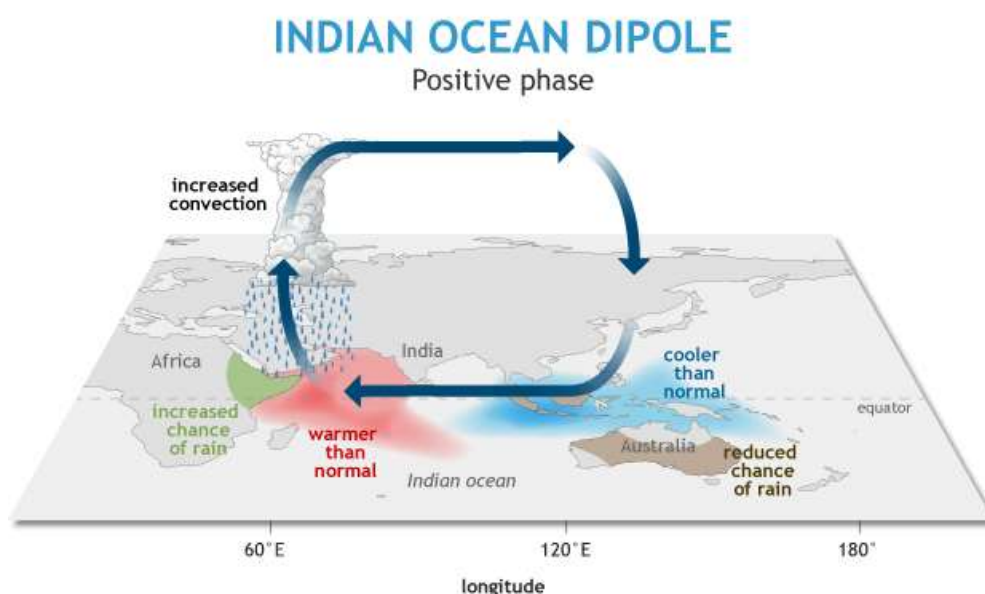 INDIAN OCEAN DIPOLE
Positive phase
increased
convection
Africa
India
cooler
than
normal
equator
increased
chance
of rain
warmer
than
normal
Indian ocean
Australia
reduced
chance
of rain
60°E
120°E
180°
longitude